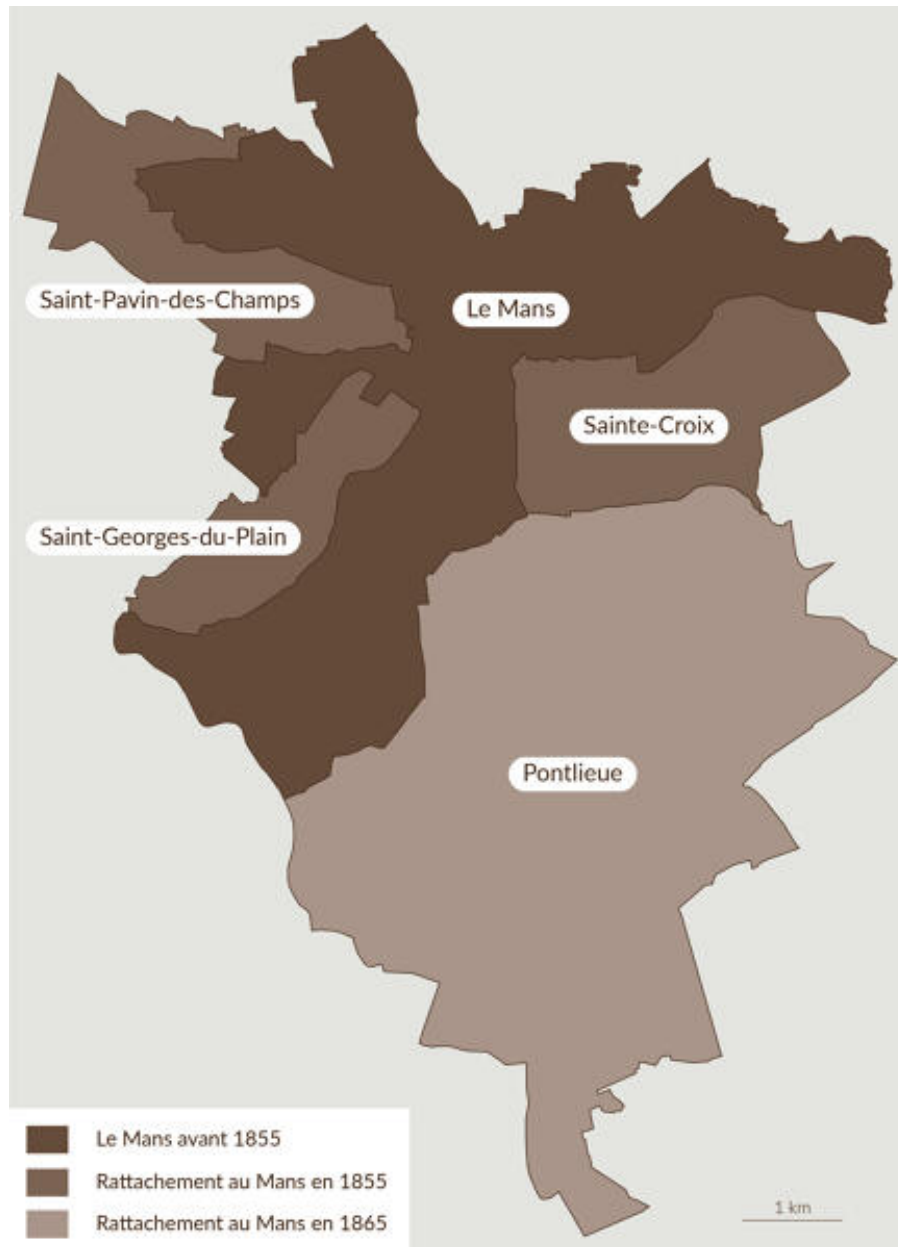 Saint-Pavin-des-Champs
Le Mans
Sainte-Croix
Saint-Georges-du-Plain
Pontlieue
Le Mans avant 1855
Rattachement au Mans en 1855
Rattachement au Mans en 1865
1 km